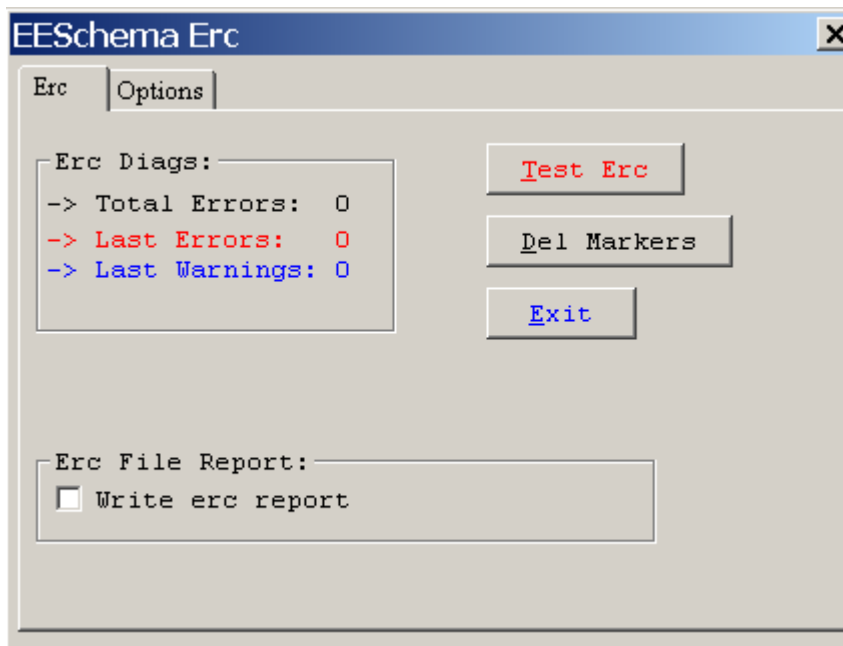 EESchema Erc
Erc
Options
Erc Diags:
-> Total Errors: 0
-> Last Errors: 0
-> Last Warnings: 0
Test Erc
Del Markers
Exit
Erc File Report:
Write erc report